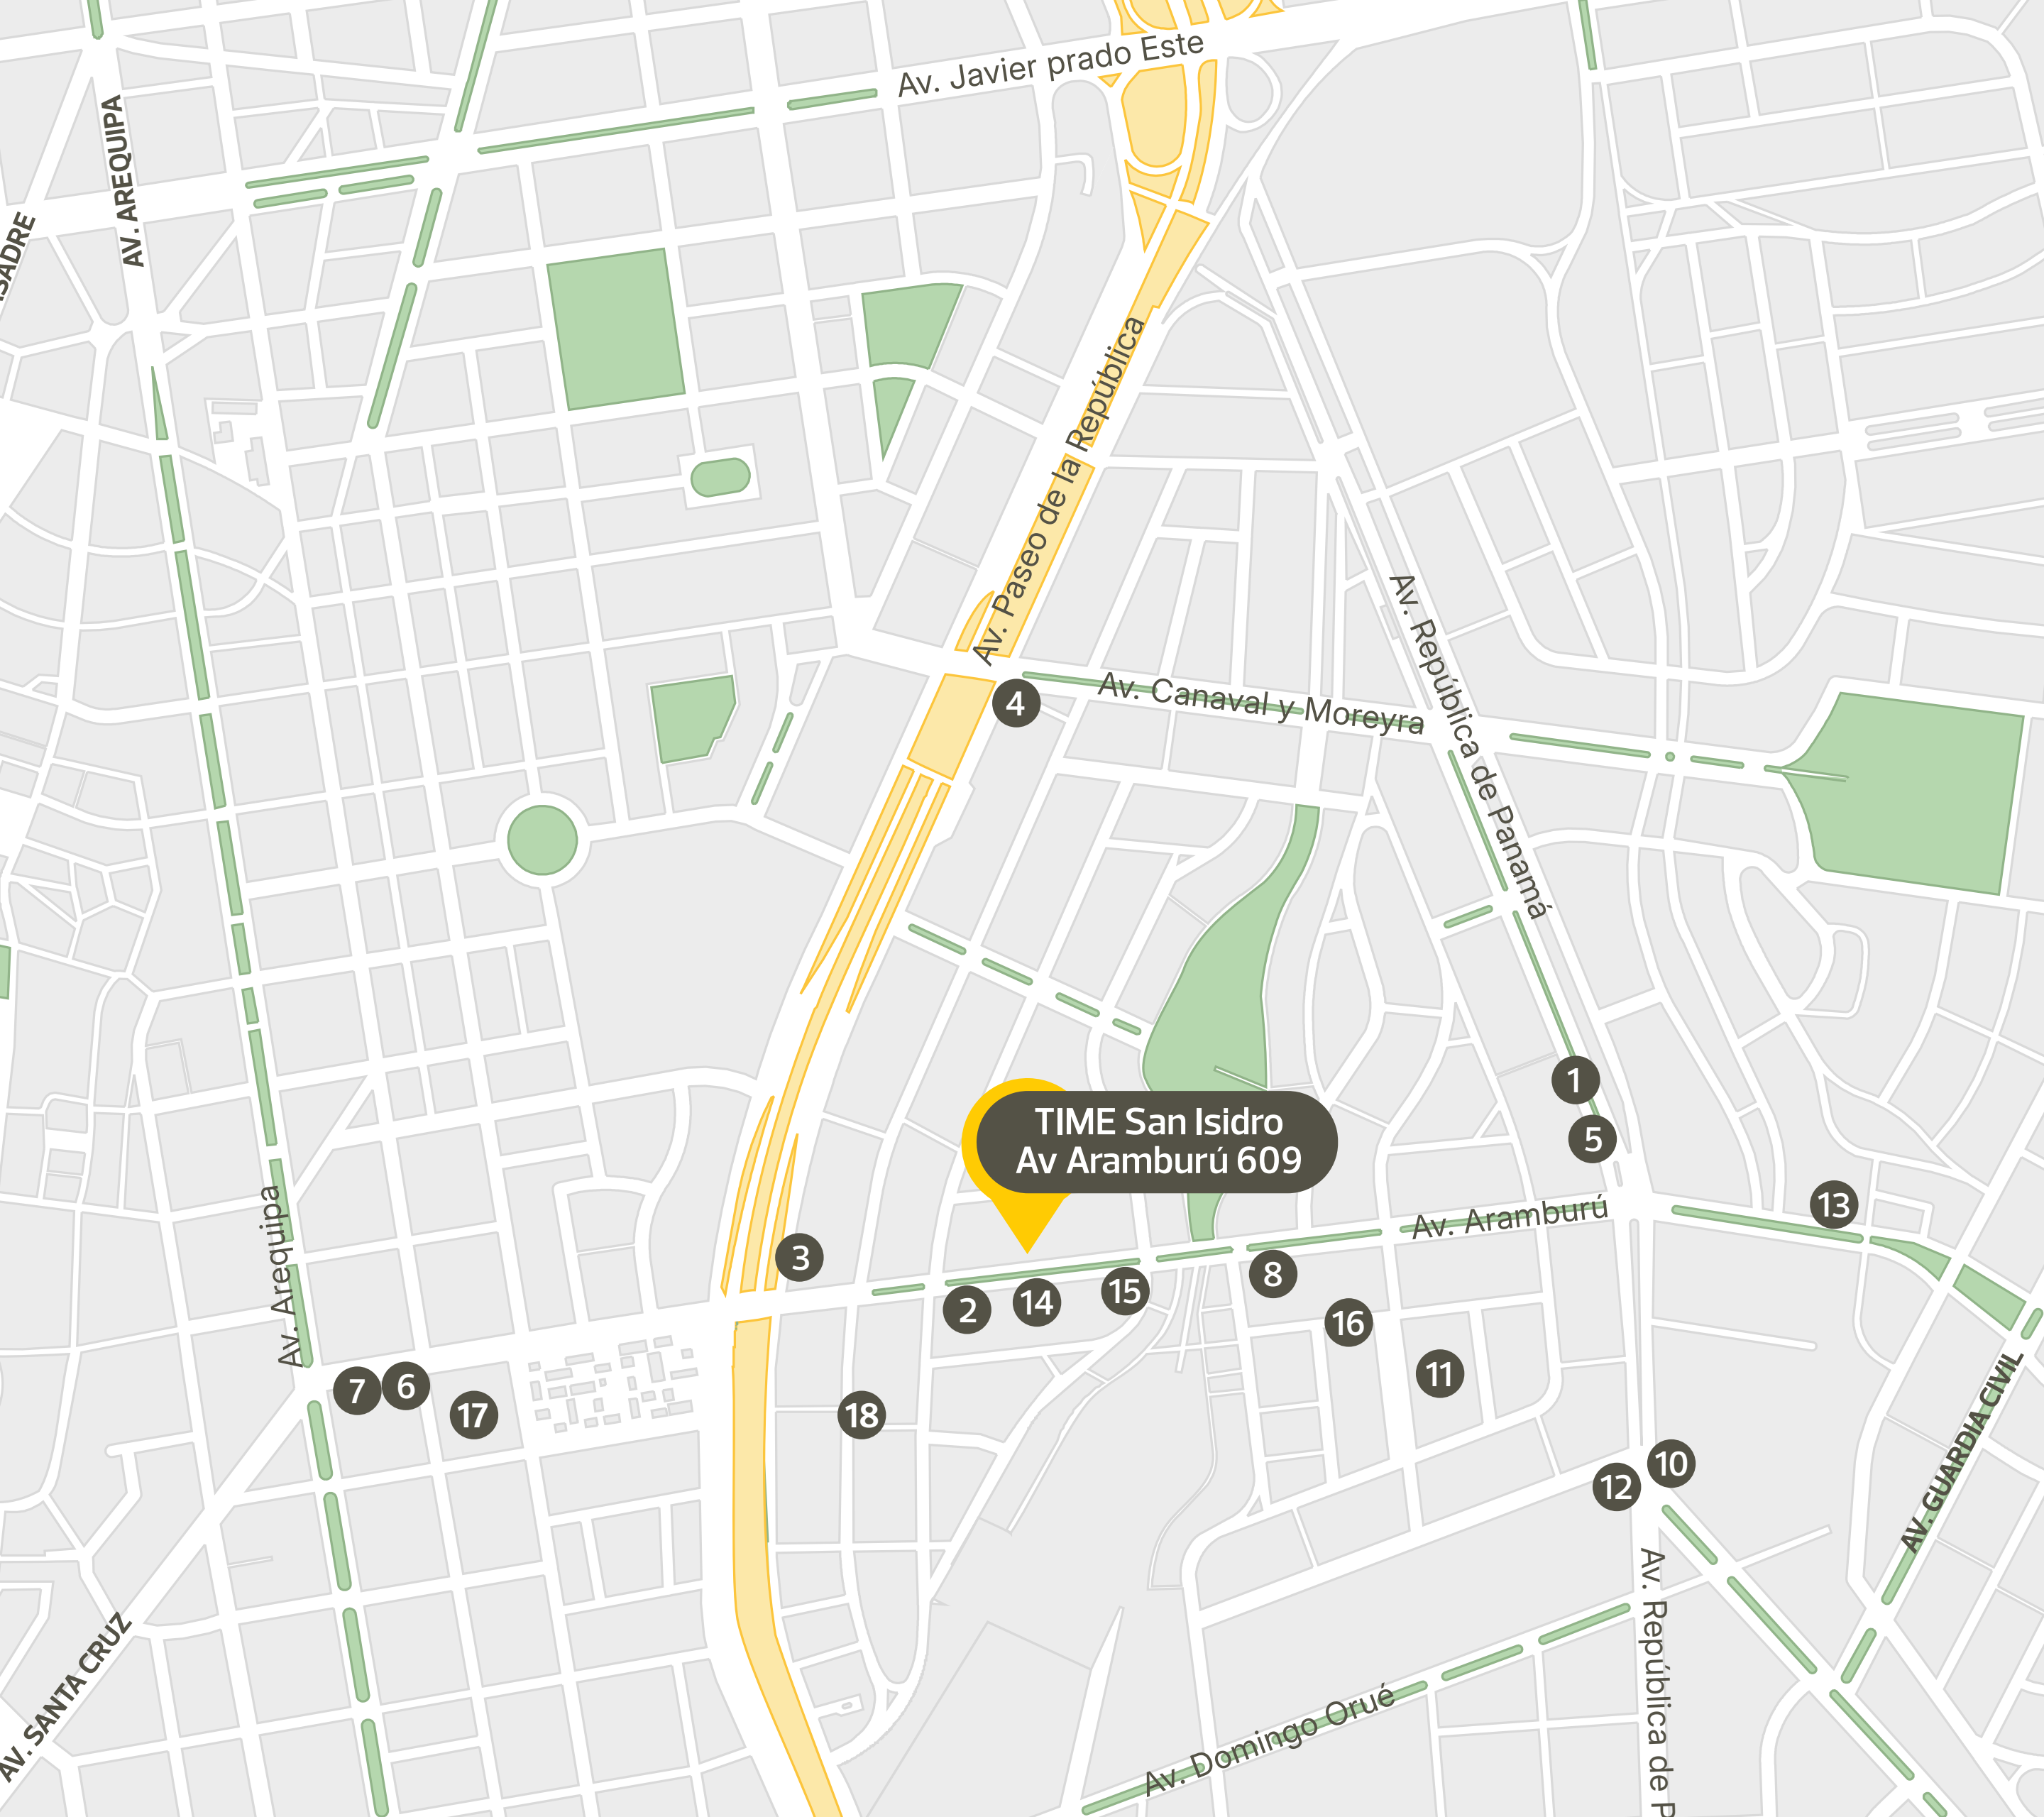 Av. Javier prado Este
AV. AREQUIPA
Av. Paseo de la República
Av. República de Panamá
4
Av. Canaval y Moreyra
1
TIME San Isidro
Av Aramburú 609
5
Av. Arequipa
13
Av. Aramburú
3
8
2
14
15
16
11
7
6
17
18
AV. GUARDIA CIVIL
10
12
AV. SANTA CRUZ
Av. República de P
Av. Domingo Orué